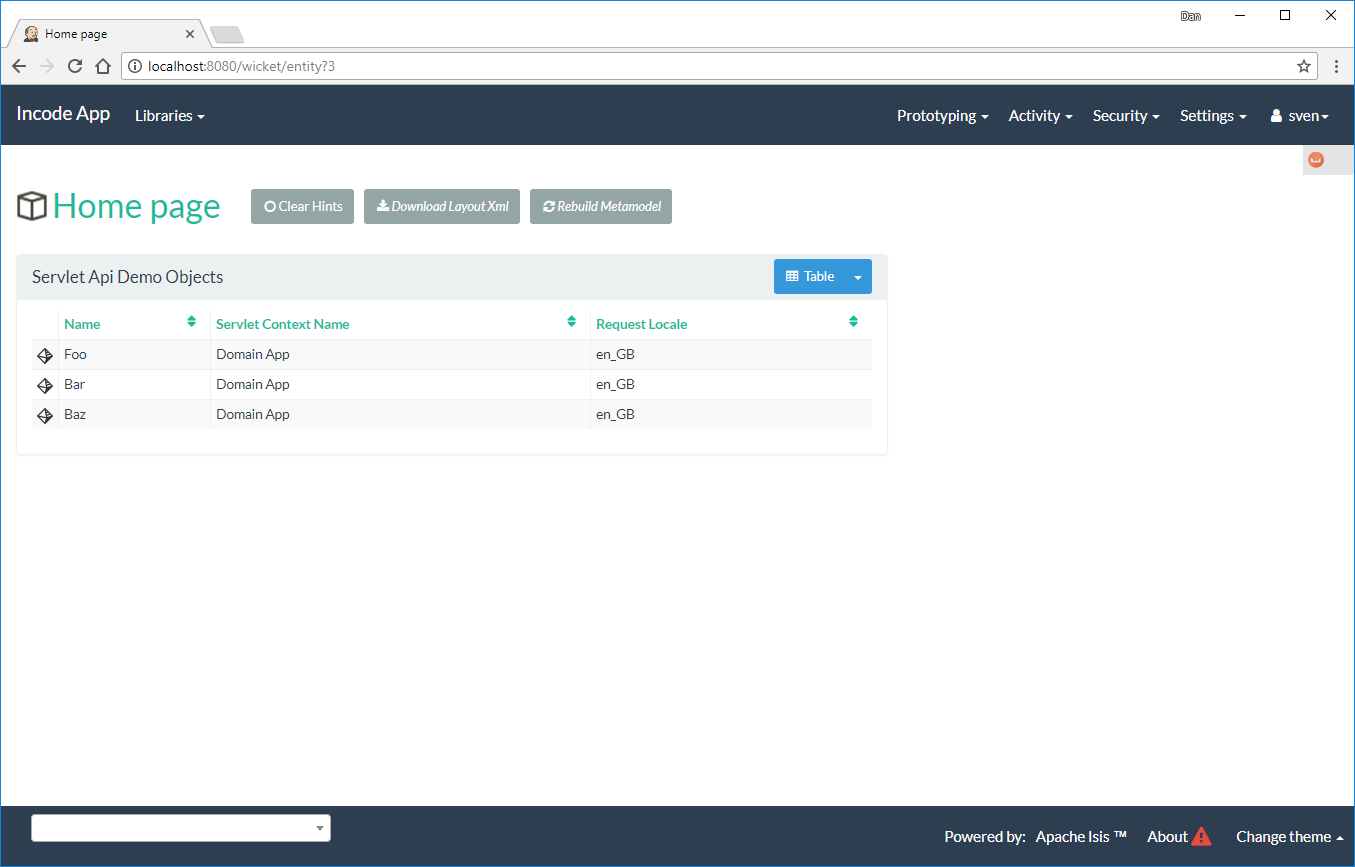 Dan
Home page
localhost:8080/wicket/entity?3
Incode App Libraries Prototyping Activity Security Settings sven
Home page Clear Hints Download Layout Xml Rebuild Metamodel
Servlet Api Demo Objects Table
Name Servlet Context Name Request Locale
Foo Domain App en_GB
Bar Domain App en_GB
Baz Domain App en_GB
Powered by: Apache Isis ™ About Change theme